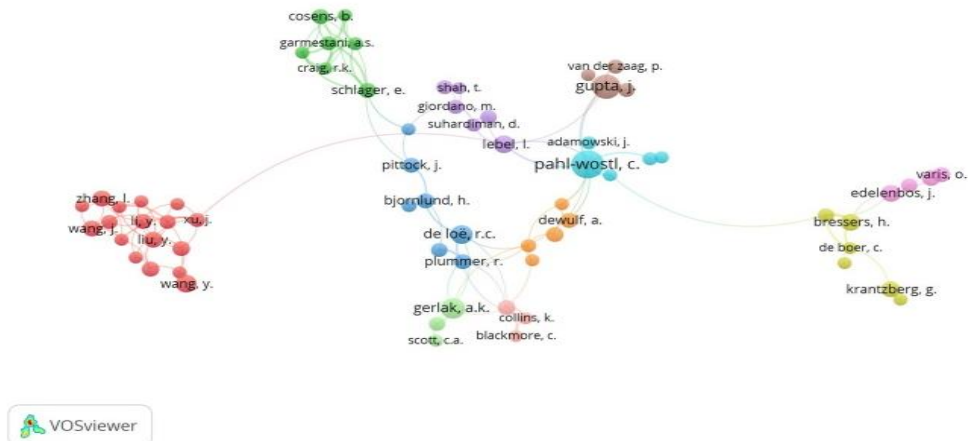 cosens, b.
garmestani, a.s.
craig, r.k.
schlager, e.
shah, t.
giordano, m.
suhardiman, d.
lebel, l.
van der zaag, p.
gupta, j.
adamowski, j.
pahl-wostl, c.
pittock, j.
bjornlund, h.
de loë, r.c.
plummer, r.
dewulf, a.
gerlak, a.k.
scott, c.a.
collins, k.
blackmore, c.
zhang, l.
li, y.
xu, j.
wang, j.
liu, y.
wang, y.
varis, o.
edelenbos, j.
bressers, h.
de boer, c.
krantzberg, g.
VOSviewer